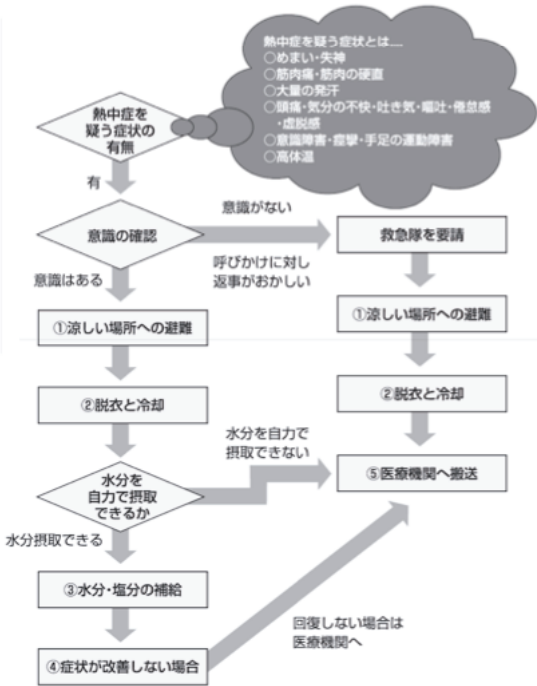 熱中症を疑う症状とは....
○めまい・失神
○筋肉痛・筋肉の硬直
○大量の発汗
○頭痛・気分の不快・吐き気・嘔吐・倦怠感
・虚脱感
○意識障害・痙攣・手足の運動障害
○高体温
熱中症を
疑う症状の
有無
有
意識の確認
意識がない
呼びかけに対し
返事がおかしい
救急隊を要請
意識はある
①涼しい場所への避難
①涼しい場所への避難
②脱衣と冷却
②脱衣と冷却
水分を自力で
摂取できない
水分を
自力で摂取
できるか
⑤医療機関へ搬送
水分摂取できる
③水分・塩分の補給
回復しない場合は
医療機関へ
④症状が改善しない場合